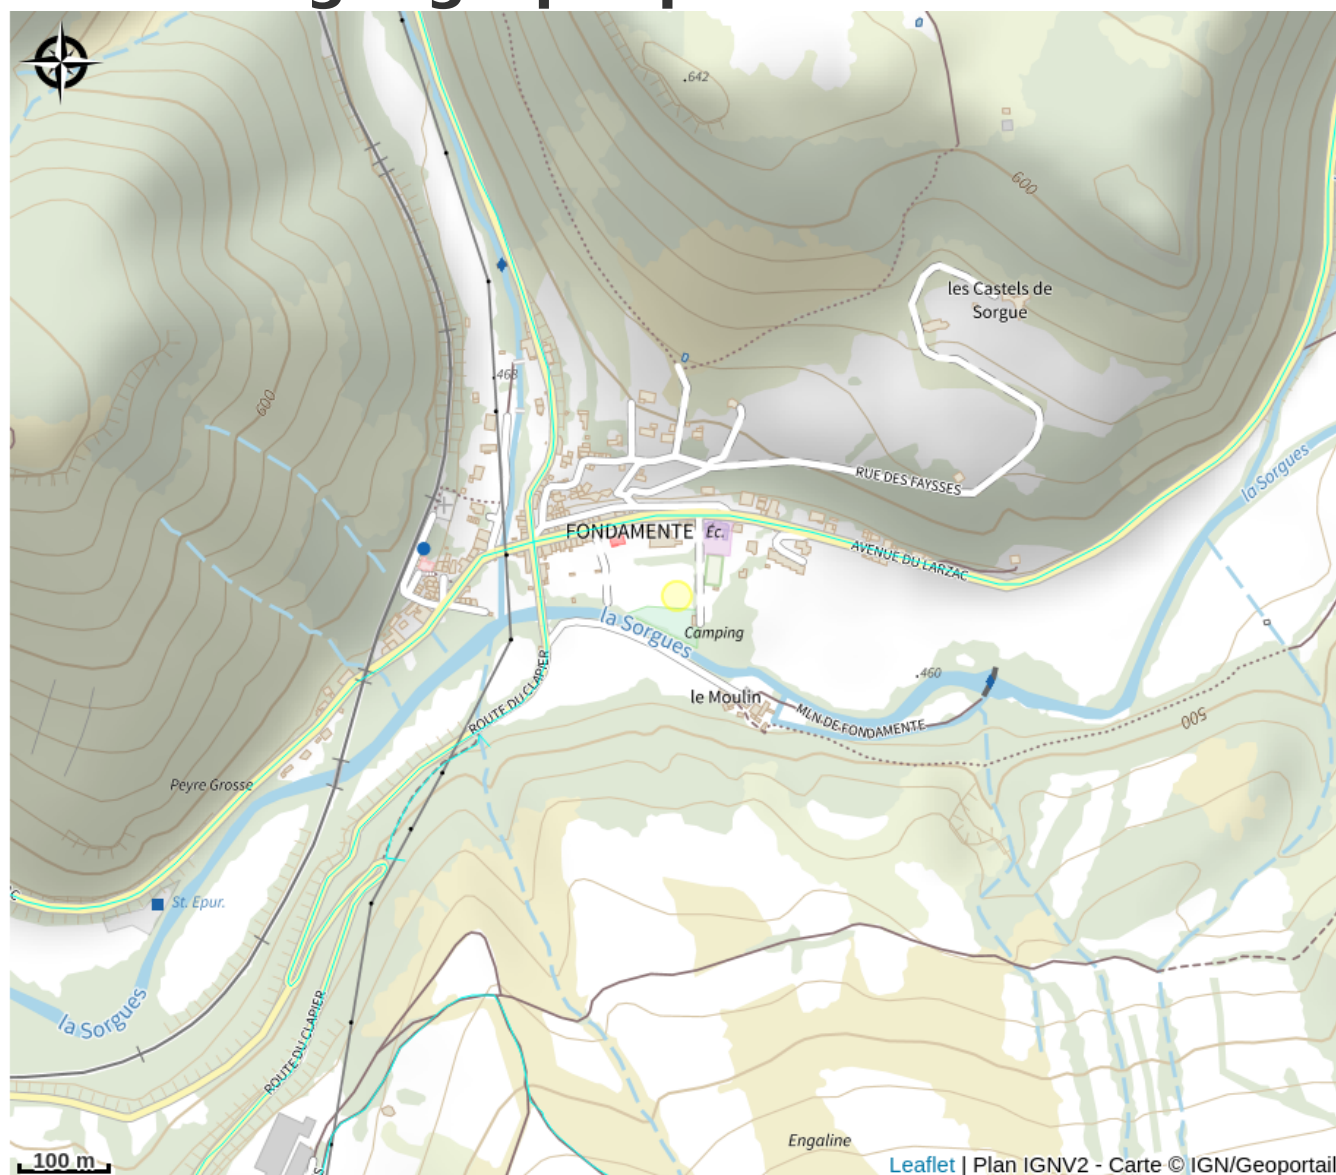 642
600
les Castels de
Sorgue
468
600
la Sorgues
RUE DES FAYSSES
FONDAMENTE
Éc.
AVENUE DU LARZAC
la Sorgues
Camping
ROUTE DU CLAPIER
460
le Moulin
MLN-DE-FONDAMENTE
500
Peyre Grosse
St. Epur.
la Sorgues
ROUTE DU CLAPIER
Engaline
100 m
Leaflet | Plan IGNV2 - Carte © IGN/Geoportail